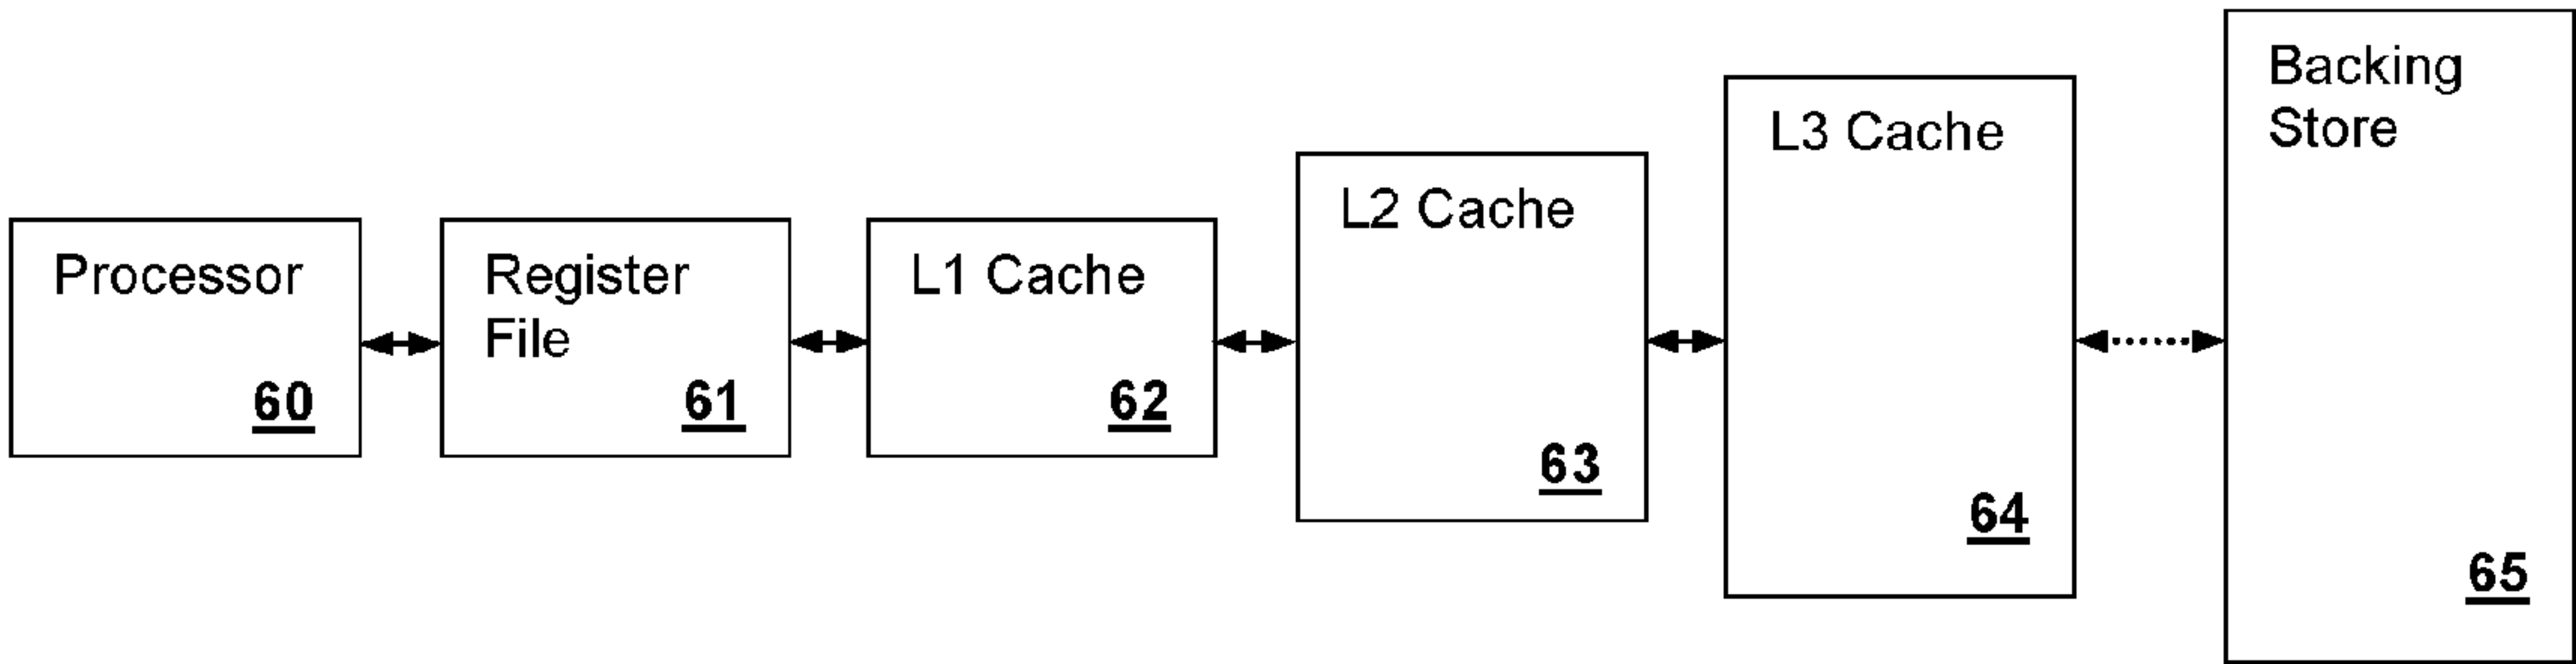 Processor
60
Register
File
61
L1 Cache
62
L2 Cache
63
L3 Cache
64
Backing
Store
65